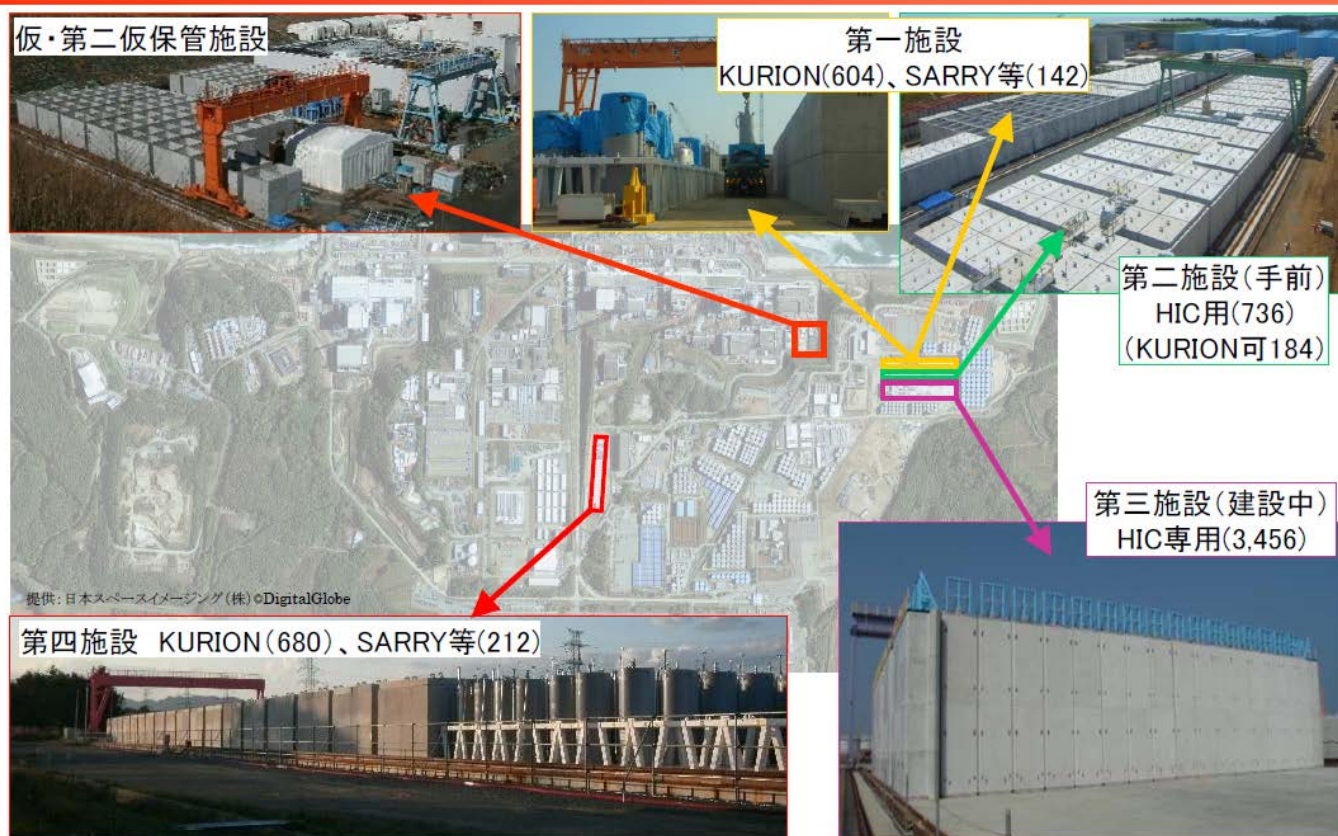 仮・第二仮保管施設
第一施設
KURION(604)、SARRY等(142)
第二施設(手前)
HIC用(736)
(KURION可184)
第三施設(建設中)
HIC専用(3,456)
提供:日本スペースイメージング(株)©DigitalGlobe
第四施設 KURION(680)、SARRY等(212)